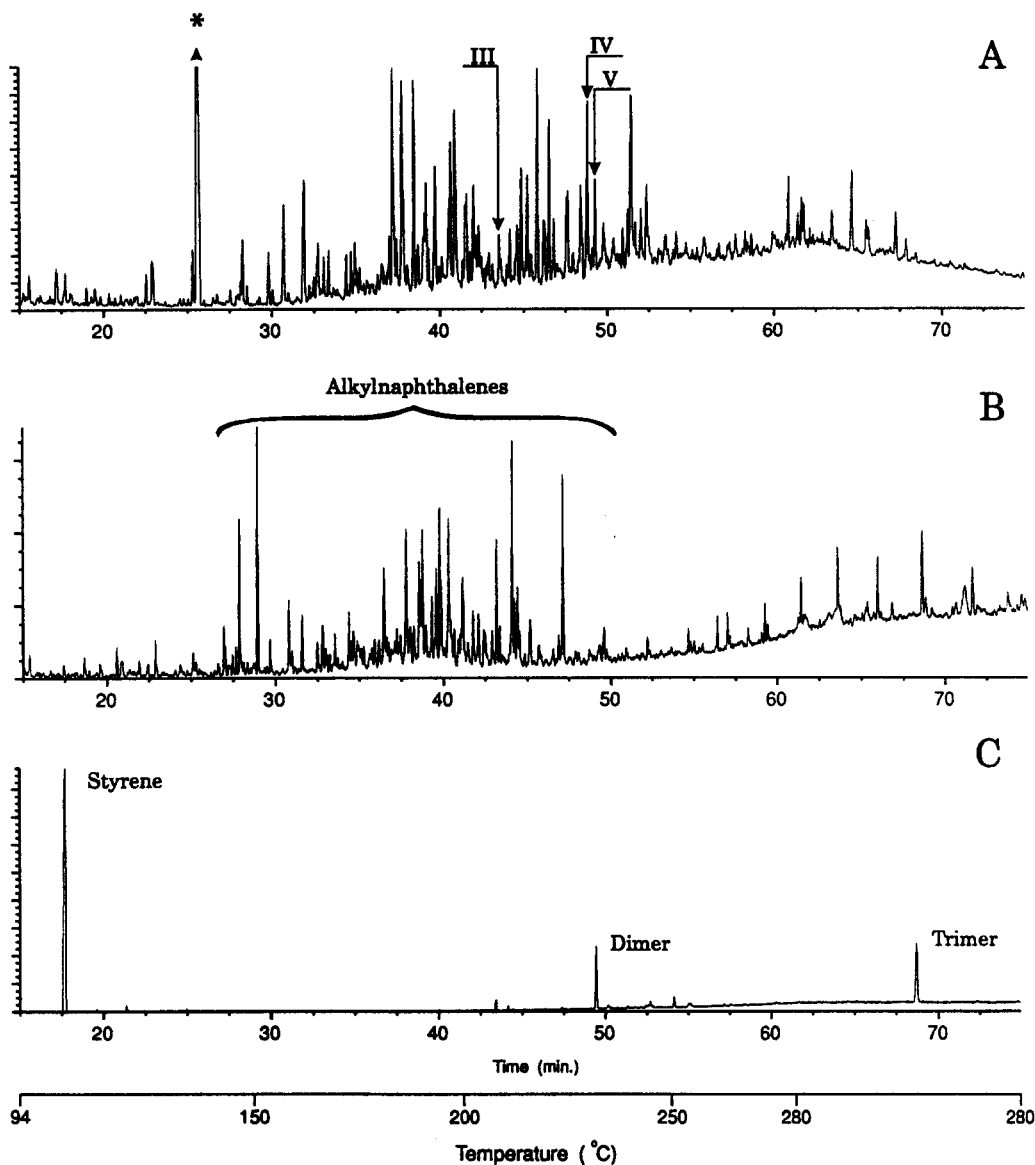 *
A
III
IV
V
20 30 40 50 60 70
B
Alkylnaphthalenes
20 30 40 50 60 70
C
Styrene
Dimer
Trimer
20 30 40 50 60 70
Time (min.)
94 150 200 250 280 280
Temperature (°C)